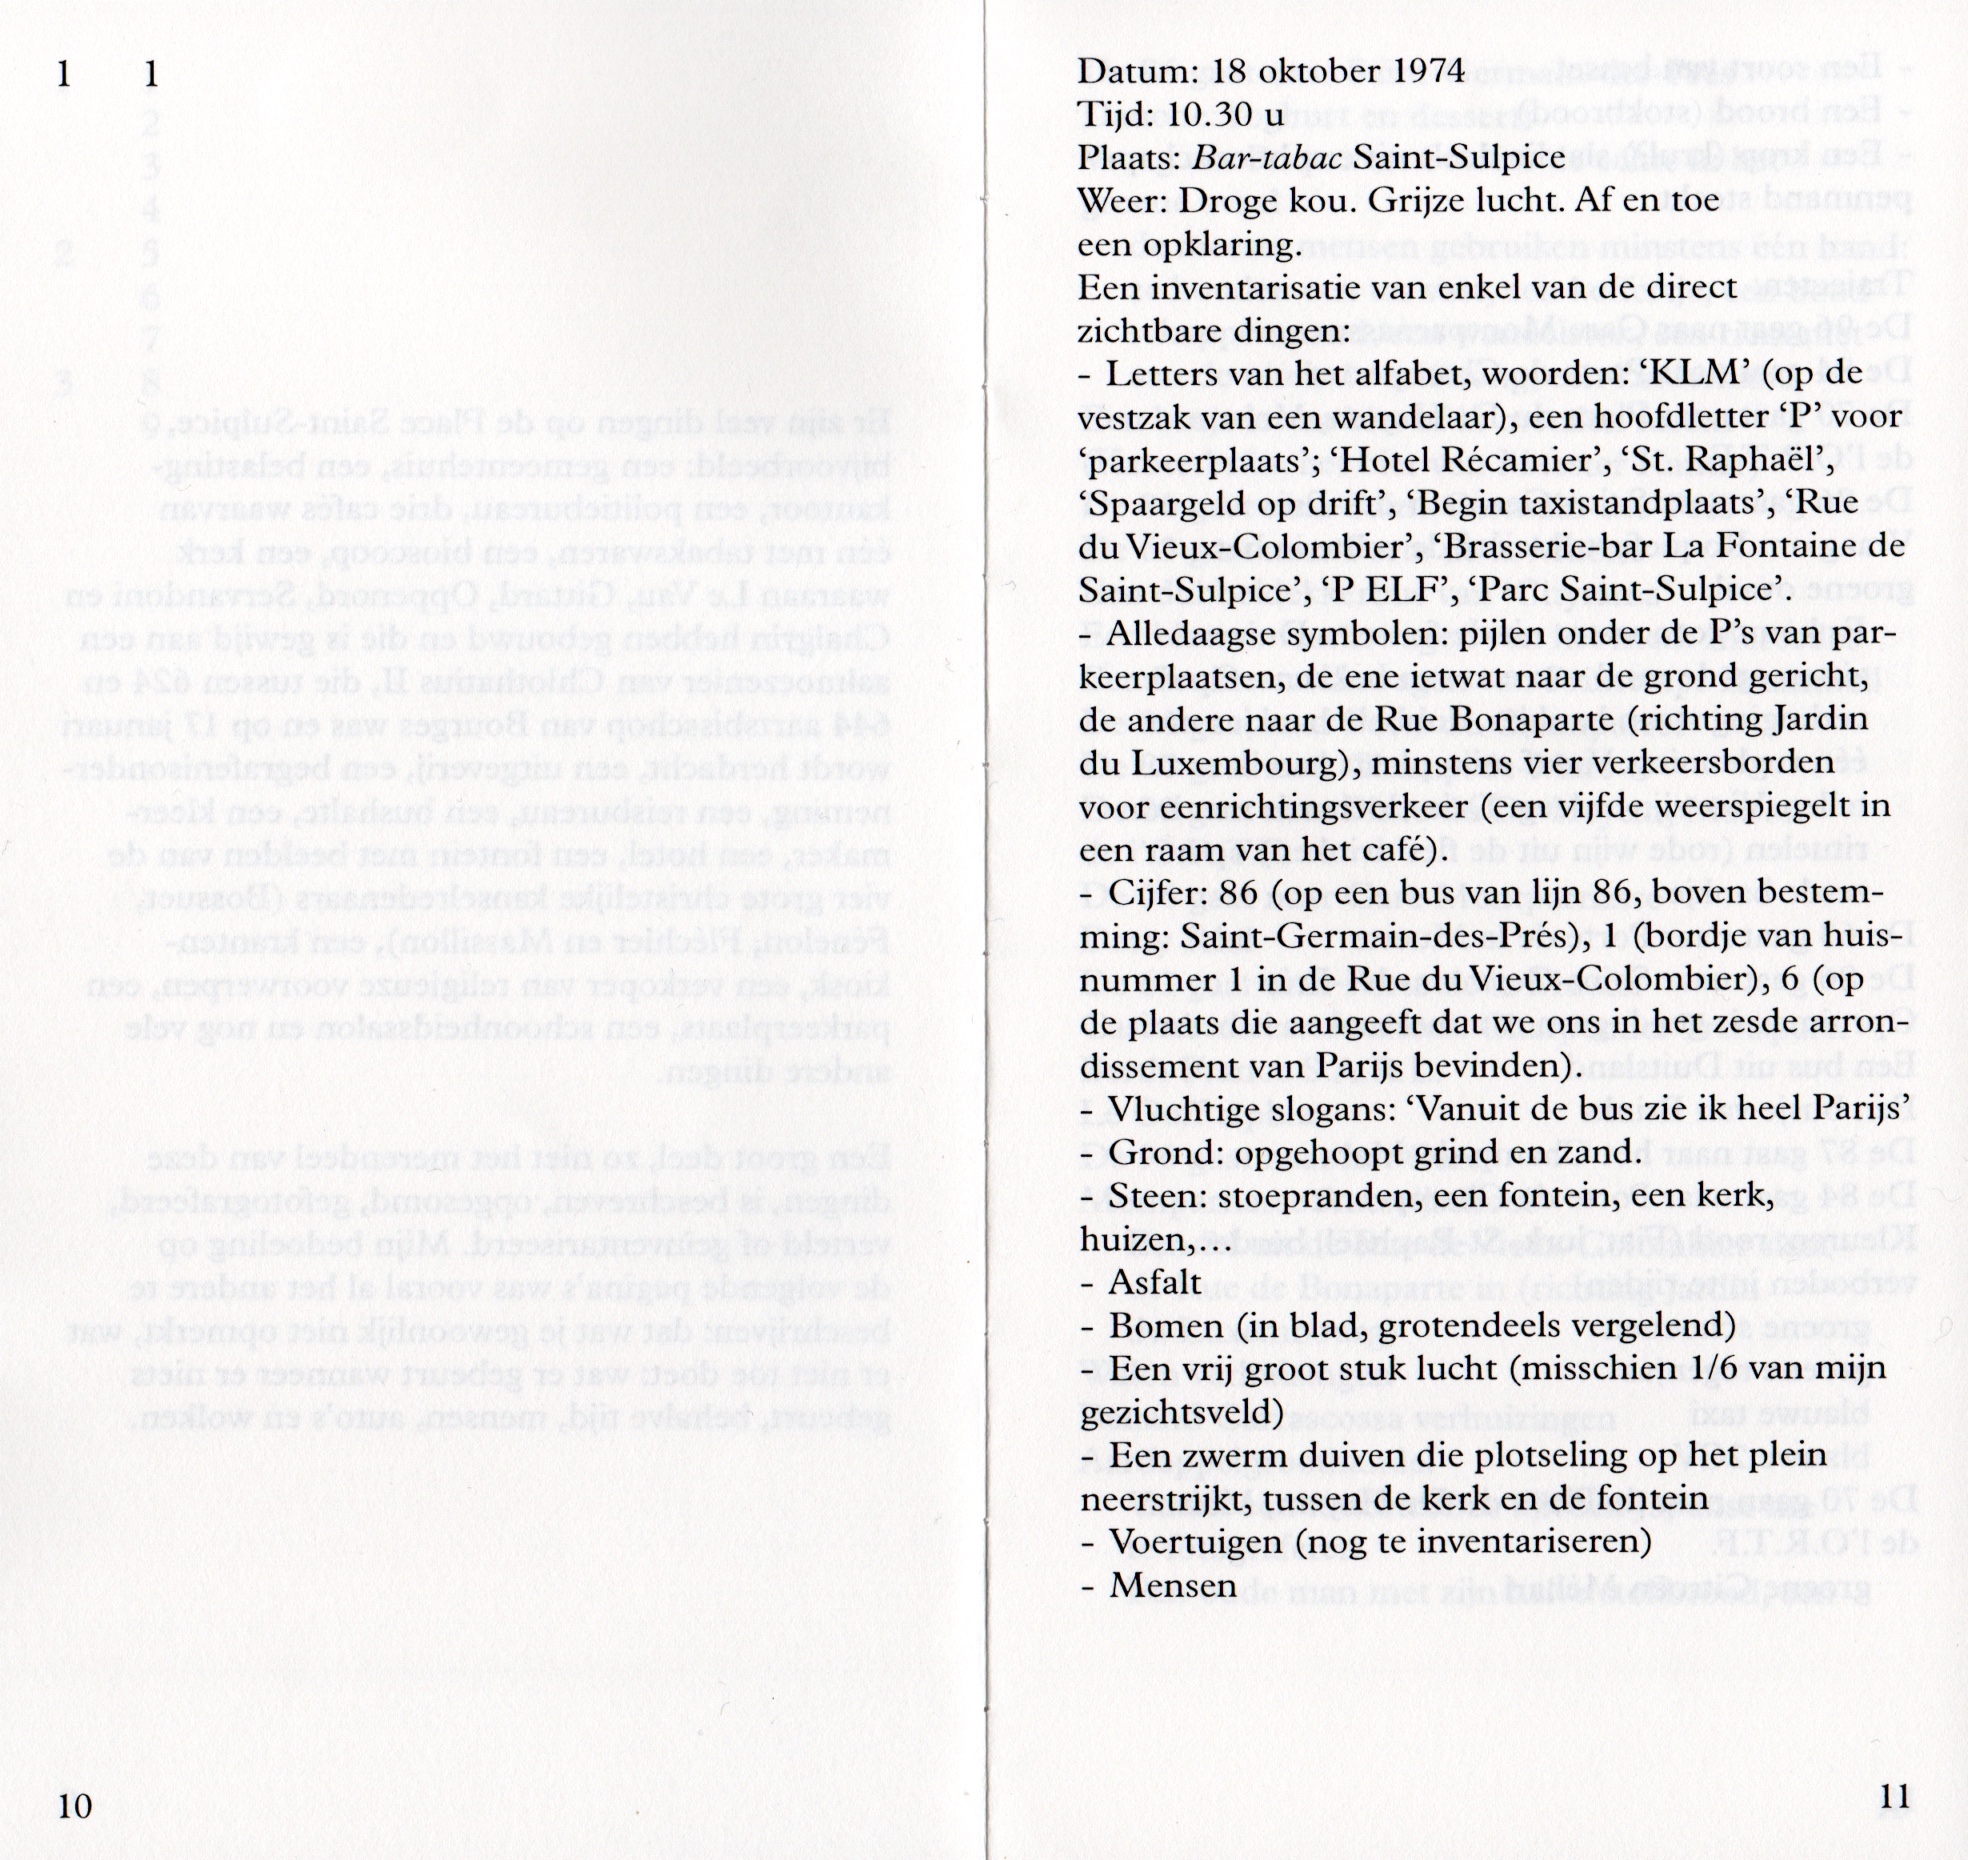 1 1
10
Datum: 18 oktober 1974
Tijd: 10.30 u
Plaats: Bar-tabac Saint-Sulpice
Weer: Droge kou. Grijze lucht. Af en toe
een opklaring.
Een inventarisatie van enkel van de direct
zichtbare dingen:
- Letters van het alfabet, woorden: ‘KLM’ (op de
vestzak van een wandelaar), een hoofdletter ‘P’ voor
‘parkeerplaats’; ‘Hotel Récamier’, ‘St. Raphaël’,
‘Spaargeld op drift’, ‘Begin taxistandplaats’, ‘Rue
du Vieux-Colombier’, ‘Brasserie-bar La Fontaine de
Saint-Sulpice’, ‘P ELF’, ‘Parc Saint-Sulpice’.
- Alledaagse symbolen: pijlen onder de P’s van par-
keerplaatsen, de ene ietwat naar de grond gericht,
de andere naar de Rue Bonaparte (richting Jardin
du Luxembourg), minstens vier verkeersborden
voor eenrichtingsverkeer (een vijfde weerspiegelt in
een raam van het café).
- Cijfer: 86 (op een bus van lijn 86, boven bestem-
ming: Saint-Germain-des-Prés), 1 (bordje van huis-
nummer 1 in de Rue du Vieux-Colombier), 6 (op
de plaats die aangeeft dat we ons in het zesde arron-
dissement van Parijs bevinden).
- Vluchtige slogans: ‘Vanuit de bus zie ik heel Parijs’
- Grond: opgehoopt grind en zand.
- Steen: stoepranden, een fontein, een kerk,
huizen,…
- Asfalt
- Bomen (in blad, grotendeels vergelend)
- Een vrij groot stuk lucht (misschien 1/6 van mijn
gezichtsveld)
- Een zwerm duiven die plotseling op het plein
neerstrijkt, tussen de kerk en de fontein
- Voertuigen (nog te inventariseren)
- Mensen
11